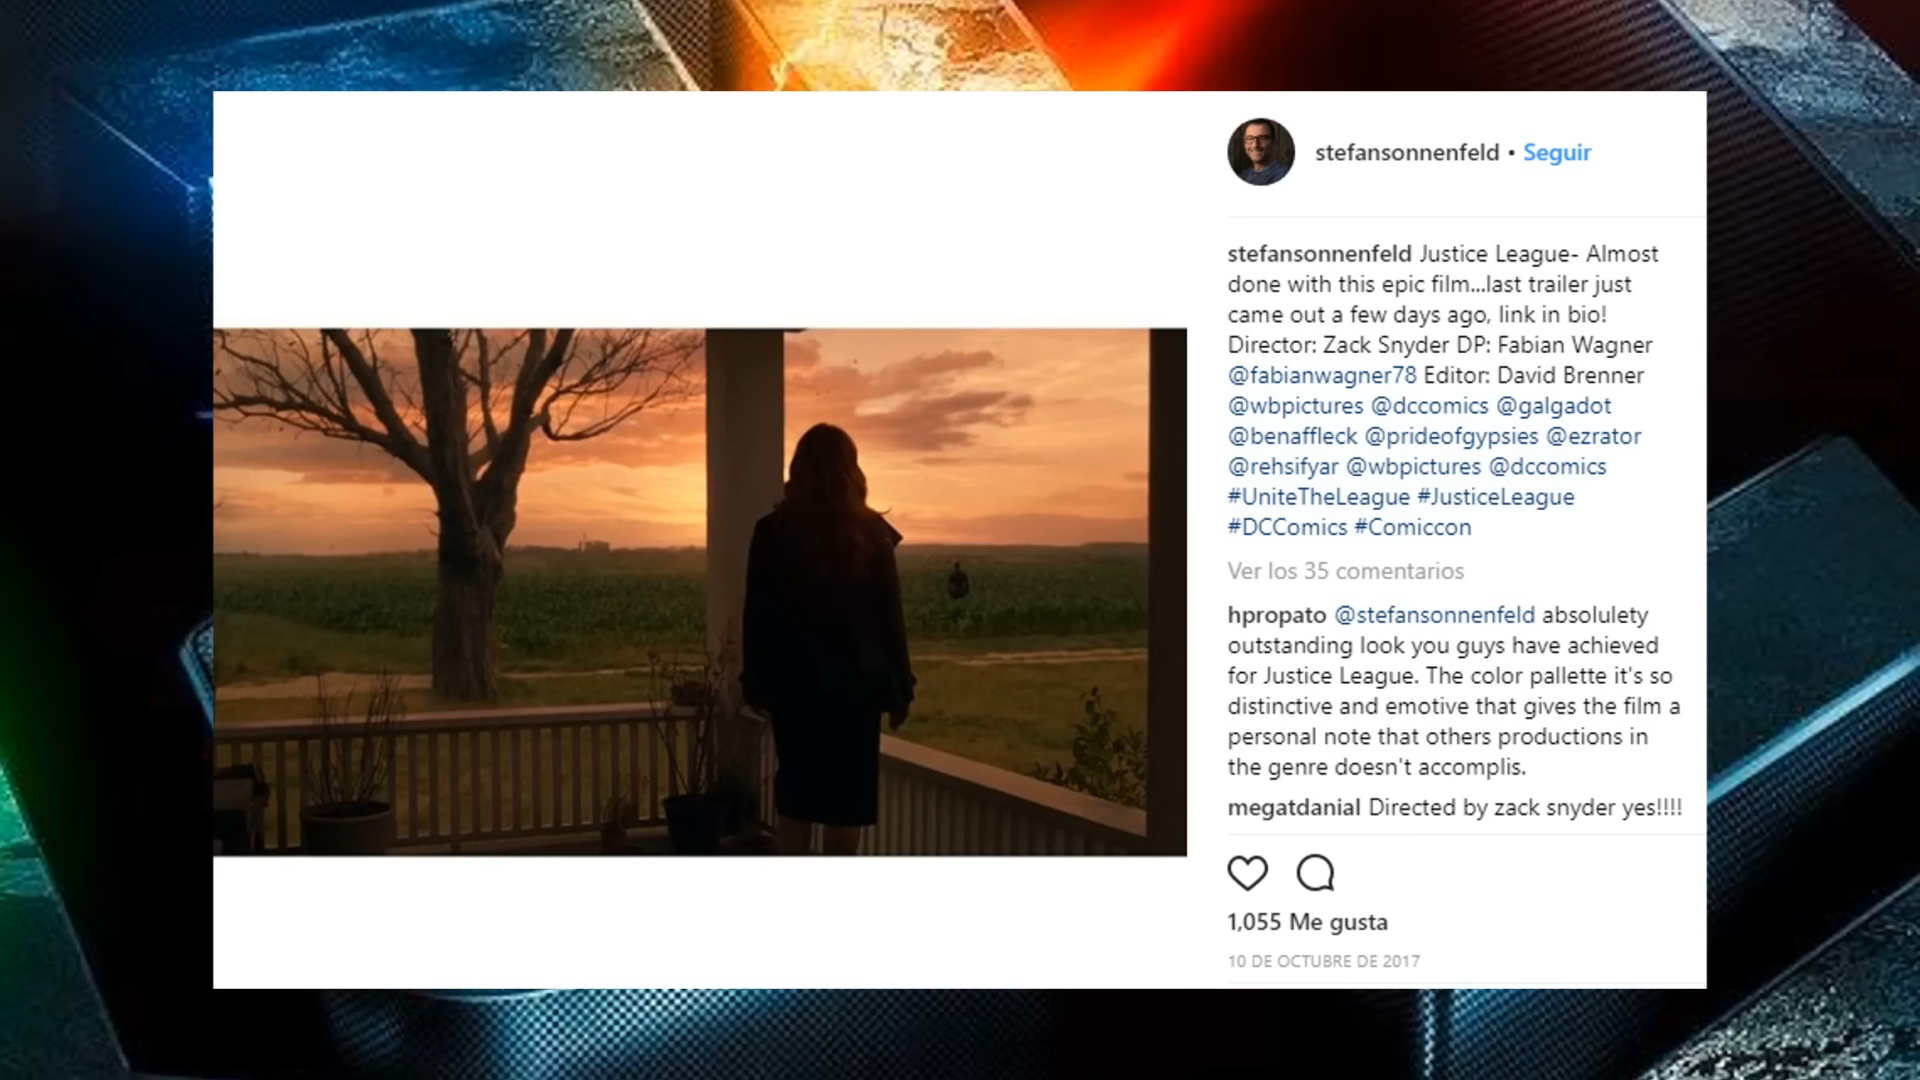 stefansonnenfeld • Seguir
stefansonnenfeld Justice League- Almost
done with this epic film...last trailer just
came out a few days ago, link in bio!
Director: Zack Snyder DP: Fabian Wagner
@fabianwagner78 Editor: David Brenner
@wbpictures @dccomics @galgadot
@benaffleck @prideofgypsies @ezrator
@rehsifyar @wbpictures @dccomics
#UniteTheLeague #JusticeLeague
#DCComics #Comiccon
Ver los 35 comentarios
hpropato @stefansonnenfeld absolulety
outstanding look you guys have achieved
for Justice League. The color pallette it's so
distinctive and emotive that gives the film a
personal note that others productions in
the genre doesn't accomplis.
megatdanial Directed by zack snyder yes!!!!
1,055 Me gusta
10 DE OCTUBRE DE 2017